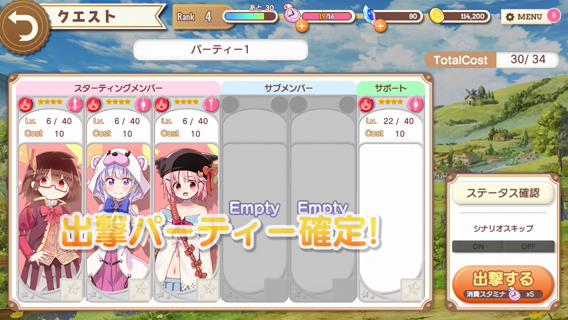 クエスト
Rank 4
あと 30
19/16
80
114,200
MENU 9
パーティー1
TotalCost 30/ 34
スターティングメンバー
サブメンバー
サポート
Lv. 6 / 40
Cost 10
Lv. 6 / 40
Cost 10
Lv. 6 / 40
Cost 10
Empty
Empty
Lv. 22 / 40
Cost 10
出撃パーティー確定!
ステータス確認
シナリオスキップ
ON OFF
出撃する
消費スタミナ x5